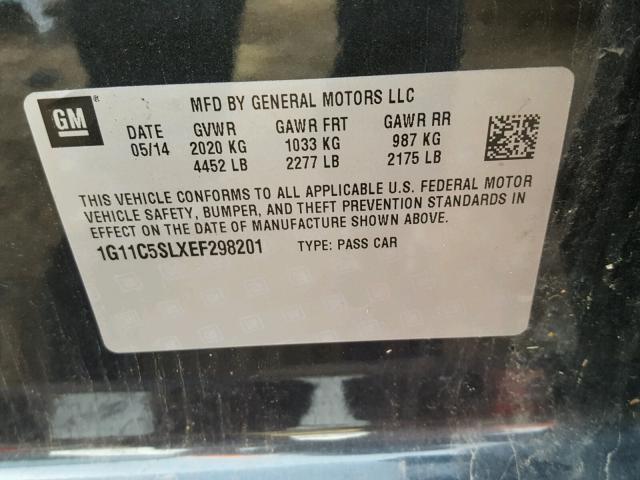 GM ®
MFD BY GENERAL MOTORS LLC
DATE GVWR GAWR FRT GAWR RR
05/14 2020 KG 1033 KG 987 KG
4452 LB 2277 LB 2175 LB
THIS VEHICLE CONFORMS TO ALL APPLICABLE U.S. FEDERAL MOTOR
VEHICLE SAFETY, BUMPER, AND THEFT PREVENTION STANDARDS IN
EFFECT ON THE DATE OF MANUFACTURE SHOWN ABOVE.
1G11C5SLXEF298201 TYPE: PASS CAR